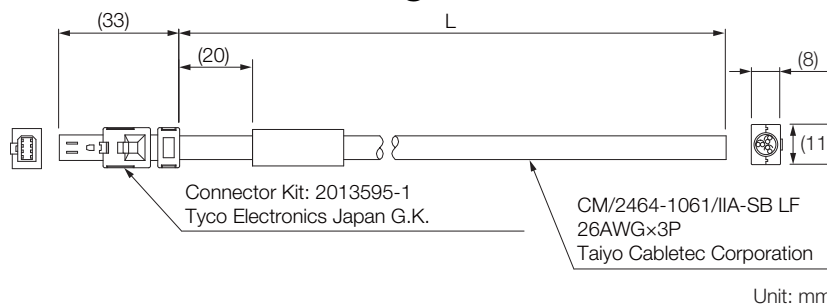 (33)
L
(20)
(8)
(11
Connector Kit: 2013595-1
Tyco Electronics Japan G.K.
CM/2464-1061/IIA-SB LF
26AWG×3P
Taiyo Cabletec Corporation
Unit: mm